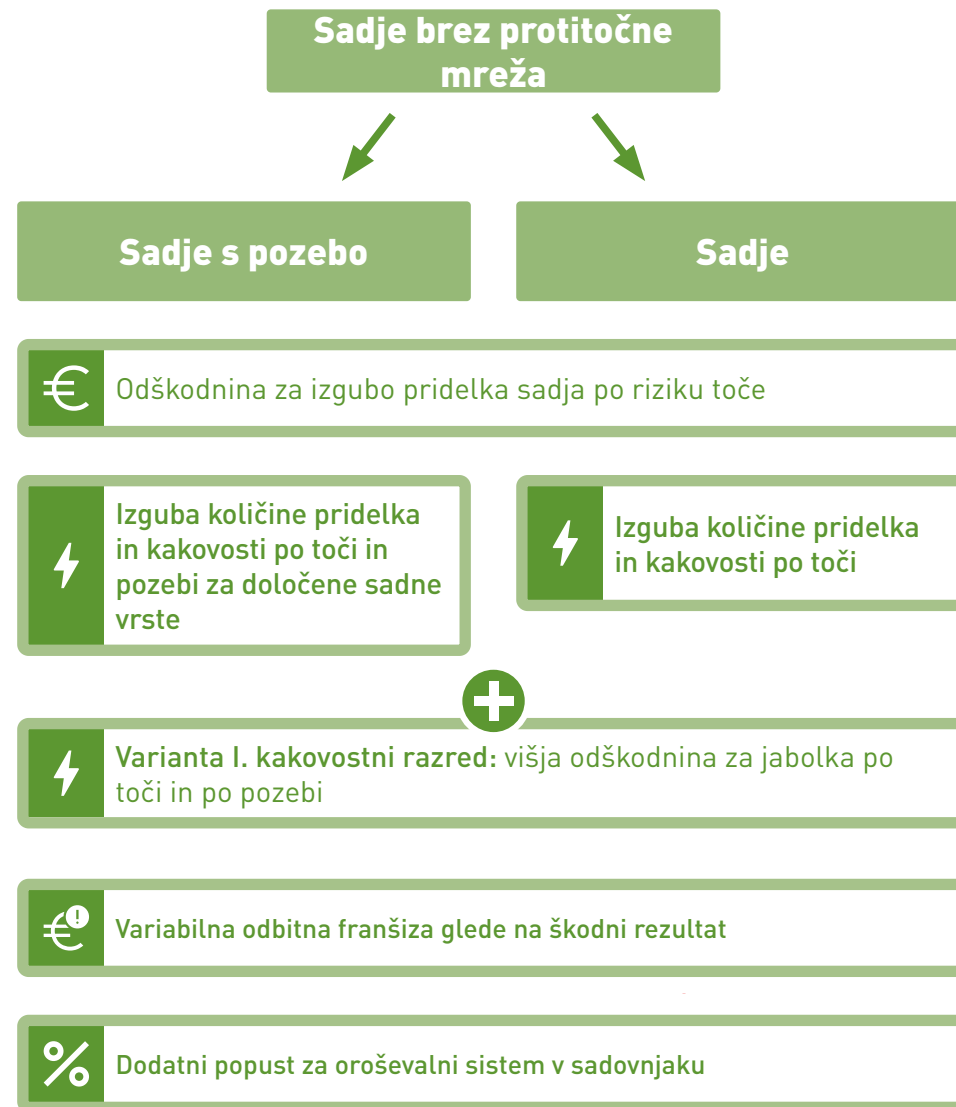 Sadje brez protitočne
mreža
Sadje s pozebo
Sadje
Odškodnina za izgubo pridelka sadja po riziku toče
Izguba količine pridelka
in kakovosti po toči in
pozebi za določene sadne
vrste
Izguba količine pridelka
in kakovosti po toči
Varianta I. kakovostni razred: višja odškodnina za jabolka po
toči in po pozebi
Variabilna odbitna franšiza glede na škodni rezultat
Dodatni popust za oroševalni sistem v sadovnjaku